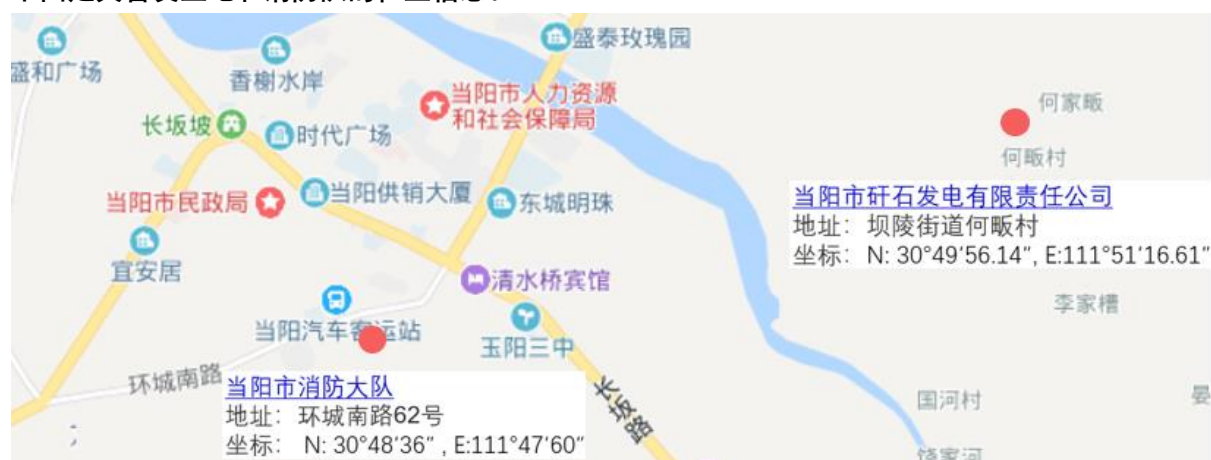 盛泰玫瑰园
盛和广场
香榭水岸
当阳市人力资源
和社会保障局
何家畈
长坂坡
时代广场
何畈村
当阳市民政局
当阳供销大厦
东城明珠
当阳市矸石发电有限责任公司
地址: 坝陵街道何畈村
坐标: N: 30°49′56.14″, E:111°51′16.61″
宜安居
清水桥宾馆
李家槽
当阳汽车客运站
玉阳三中
环城南路
当阳市消防大队
地址: 环城南路62号
坐标: N: 30°48′36″ , E:111°47′60″
长坂路
国河村
晏
饶家河